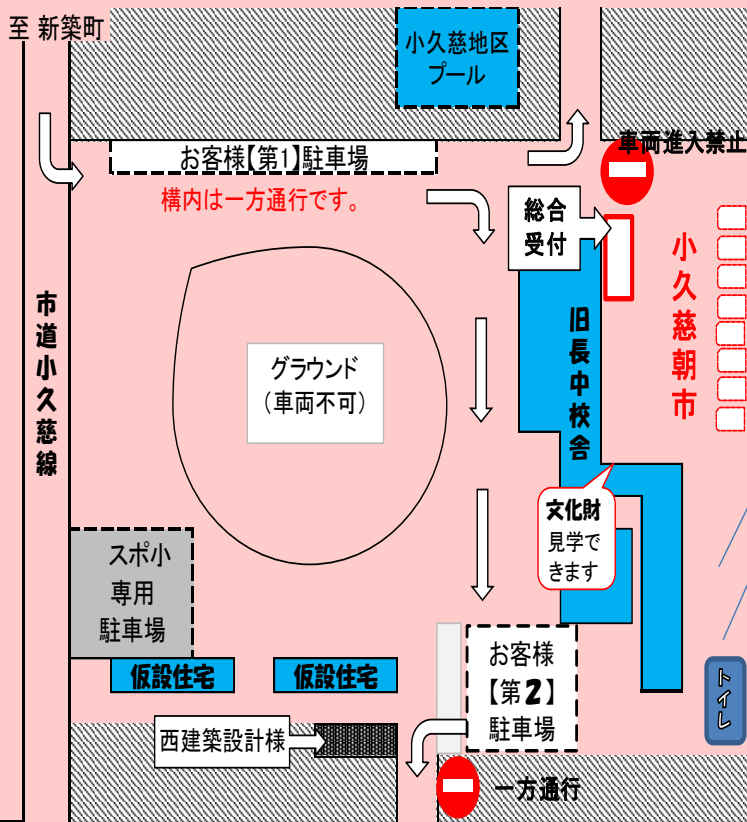 至 新築町
小久慈地区
プール
お客様【第1】駐車場
車両進入禁止
構内は一方通行です。
総合
受付
小久慈朝市
市道小久慈線
旧長中校舎
グラウンド
（車両不可）
文化財
見学で
きます
スポ小
専用
駐車場
お客様
【第2】
駐車場
仮設住宅
仮設住宅
トイレ
西建築設計様
一方通行